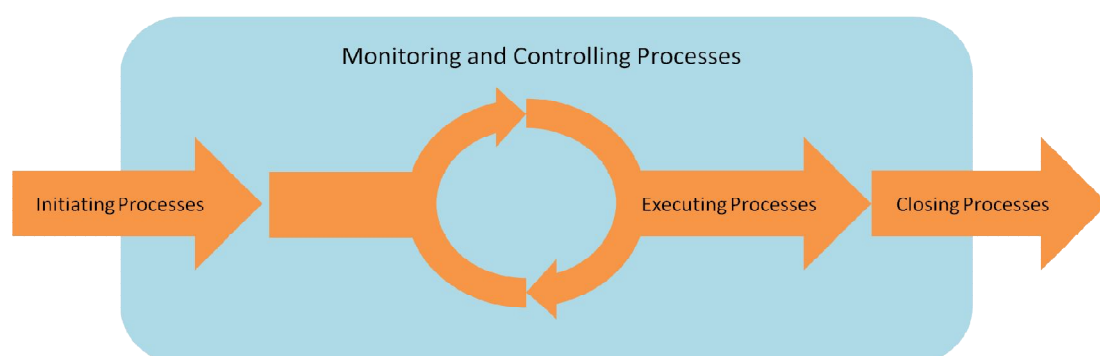 Monitoring and Controlling Processes
Initiating Processes
Executing Processes
Closing Processes